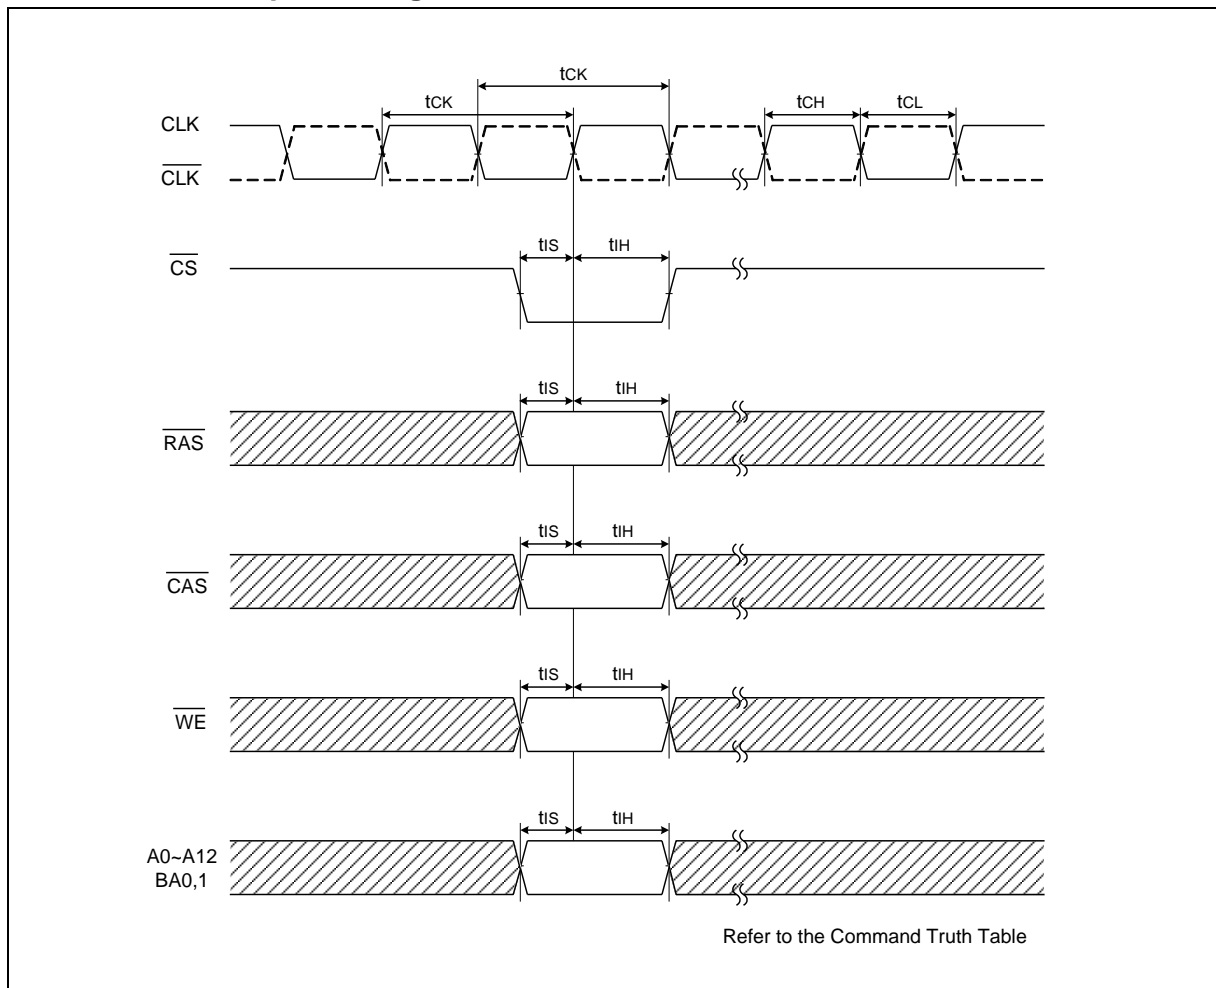 tCK
tCK
tCH
tCL
CLK
CLK
tIS
tIH
CS
tIS
tIH
RAS
tIS
tIH
CAS
tIS
tIH
WE
tIS
tIH
A0~A12
BA0,1
Refer to the Command Truth Table